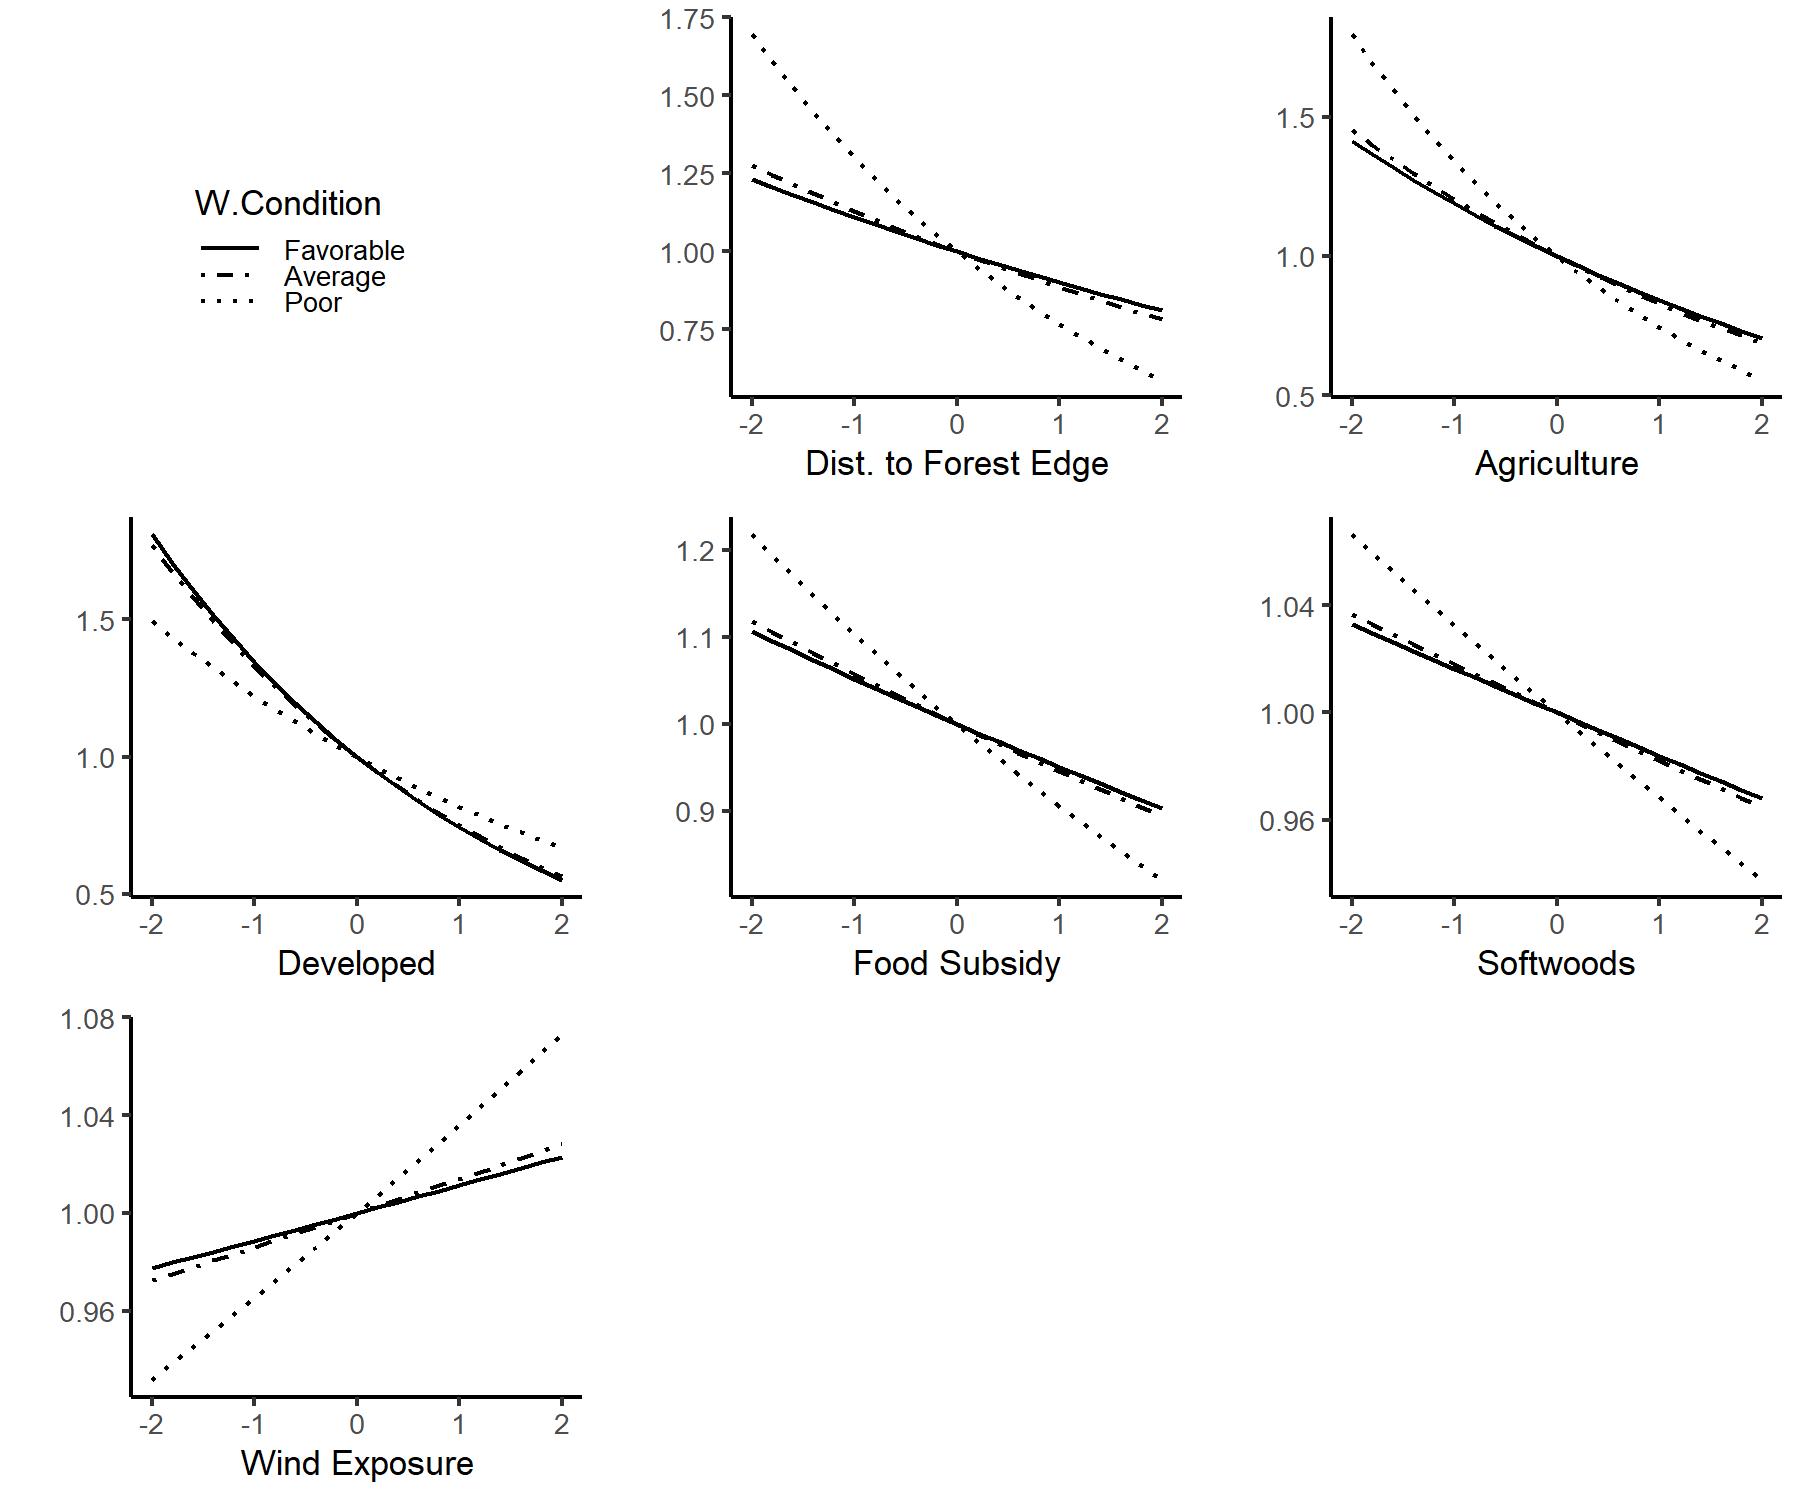 W.Condition
Favorable
Average
Poor
1.75
1.50
1.25
1.00
0.75
-2 -1 0 1 2
Dist. to Forest Edge
1.5
1.0
0.5
-2 -1 0 1 2
Agriculture
1.5
1.0
0.5
-2 -1 0 1 2
Developed
1.2
1.1
1.0
0.9
-2 -1 0 1 2
Food Subsidy
1.04
1.00
0.96
-2 -1 0 1 2
Softwoods
1.08
1.04
1.00
0.96
-2 -1 0 1 2
Wind Exposure